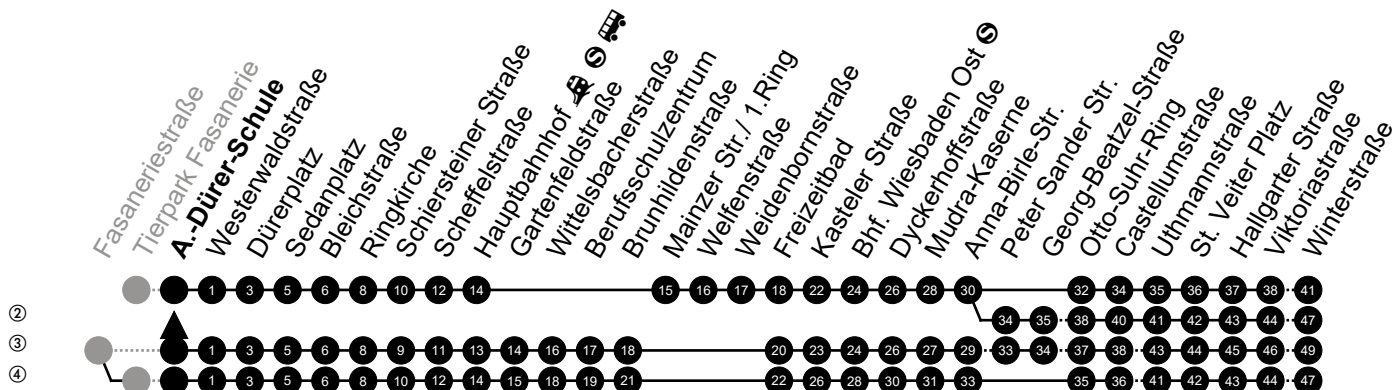 Fasaneriestraße
Tierpark Fasanerie
A.-Dürer-Schule
Westerwaldstraße
Dürerplatz
Sedanplatz
Bleichstraße
Ringkirche
Schiersteiner Straße
Scheffelstraße
Hauptbahnhof S
Gartenfeldstraße
Wittelsbacherstraße
Berufsschulzentrum
Brunhildenstraße
Mainzer Str./ 1.Ring
Welfenstraße
Weidenbornstraße
Freizeitbad
Kasteler Straße
Bhf. Wiesbaden Ost S
Dyckerhoffstraße
Mudra-Kaserne
Anna-Birle-Str.
Peter Sander Str.
Georg-Beatzel-Straße
Otto-Suhr-Ring
Castellumstraße
Uthmannstraße
St. Veiter Platz
Hallgarter Straße
Viktoriastraße
Winterstraße
1 3 5 6 8 10 12 14 15 16 17 18 22 24 26 28 30 32 34 35 36 37 38 41
② 34 35 38 40 41 42 43 44 47
③ 1 3 5 6 8 9 11 13 14 16 17 18 20 23 24 26 27 29 33 34 37 38 43 44 45 46 49
④ 1 3 5 6 8 10 12 14 15 18 19 21 22 26 28 30 31 33 35 36 41 42 43 44 47